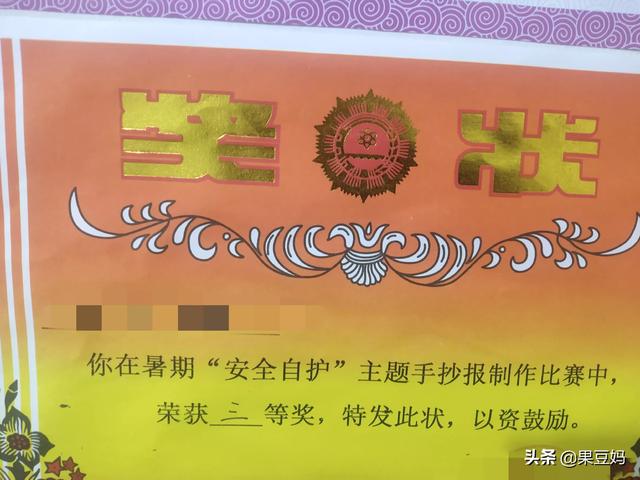 奖状
你在暑期“安全自护”主题手抄报制作比赛中，
荣获三等奖，特发此状，以资鼓励。
头条@果豆妈